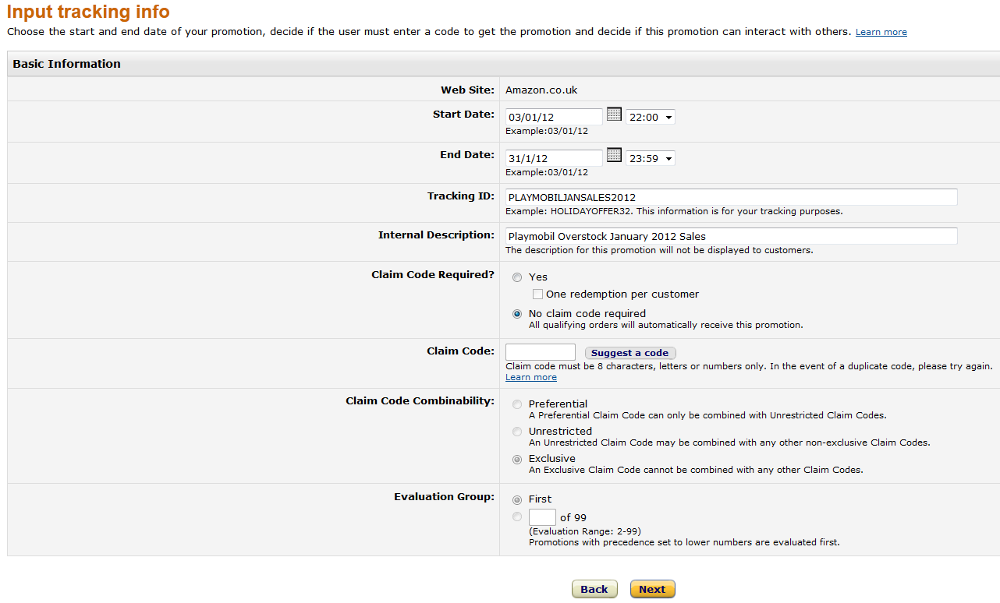 Input tracking info
Choose the start and end date of your promotion, decide if the user must enter a code to get the promotion and decide if this promotion can interact with others. Learn more
Basic Information
Web Site: Amazon.co.uk
Start Date: 03/01/12 22:00
Example:03/01/12
End Date: 31/1/12 23:59
Example:03/01/12
Tracking ID: PLAYMOBILJANSALES2012
Example: HOLIDAYOFFER32. This information is for your tracking purposes.
Internal Description: Playmobil Overstock January 2012 Sales
The description for this promotion will not be displayed to customers.
Claim Code Required? Yes
One redemption per customer
No claim code required
All qualifying orders will automatically receive this promotion.
Claim Code: Suggest a code
Claim code must be 8 characters, letters or numbers only. In the event of a duplicate code, please try again.
Learn more
Claim Code Combinability: Preferential
A Preferential Claim Code can only be combined with Unrestricted Claim Codes.
Unrestricted
An Unrestricted Claim Code may be combined with any other non-exclusive Claim Codes.
Exclusive
An Exclusive Claim Code cannot be combined with any other Claim Codes.
Evaluation Group: First
of 99
(Evaluation Range: 2-99)
Promotions with precedence set to lower numbers are evaluated first.
Back Next